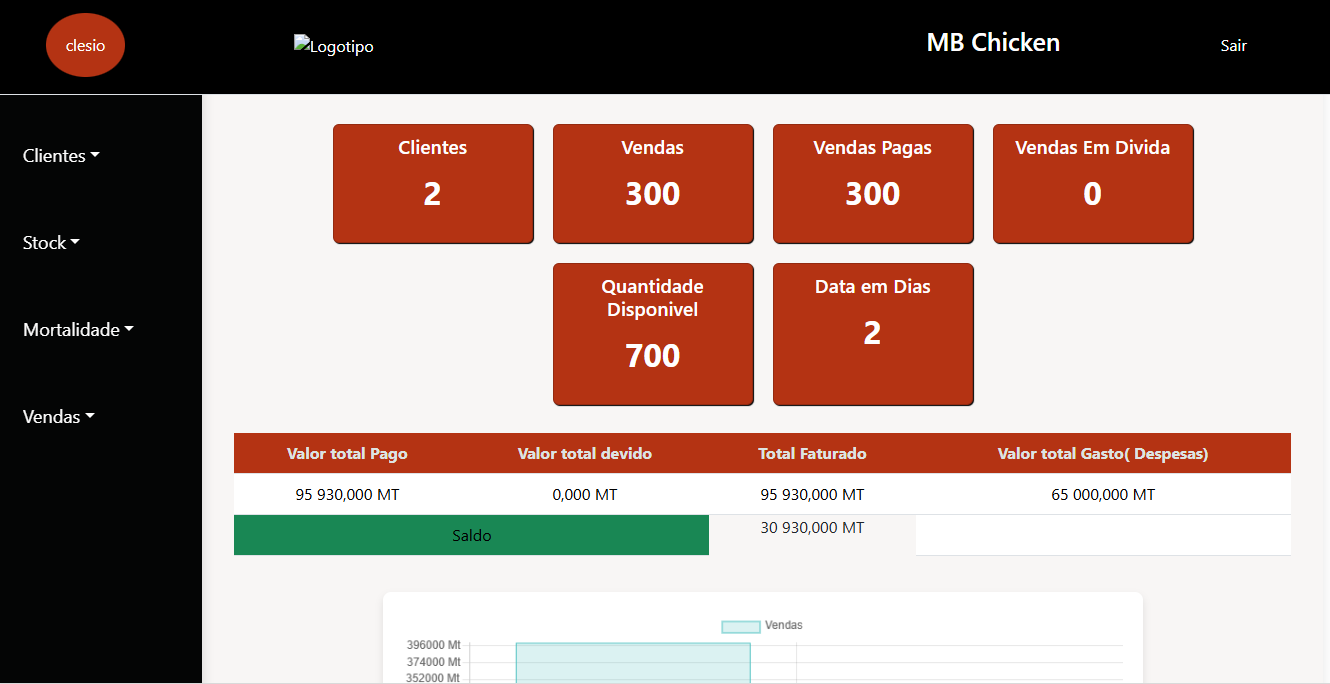 clesio
Logotipo
MB Chicken
Sair
Clientes
Stock
Mortalidade
Vendas
Clientes
2
Vendas
300
Vendas Pagas
300
Vendas Em Divida
0
Quantidade
Disponivel
700
Data em Dias
2
Valor total Pago Valor total devido Total Faturado Valor total Gasto( Despesas)
95 930,000 MT 0,000 MT 95 930,000 MT 65 000,000 MT
Saldo 30 930,000 MT
Vendas
396000 Mt
374000 Mt
352000 Mt